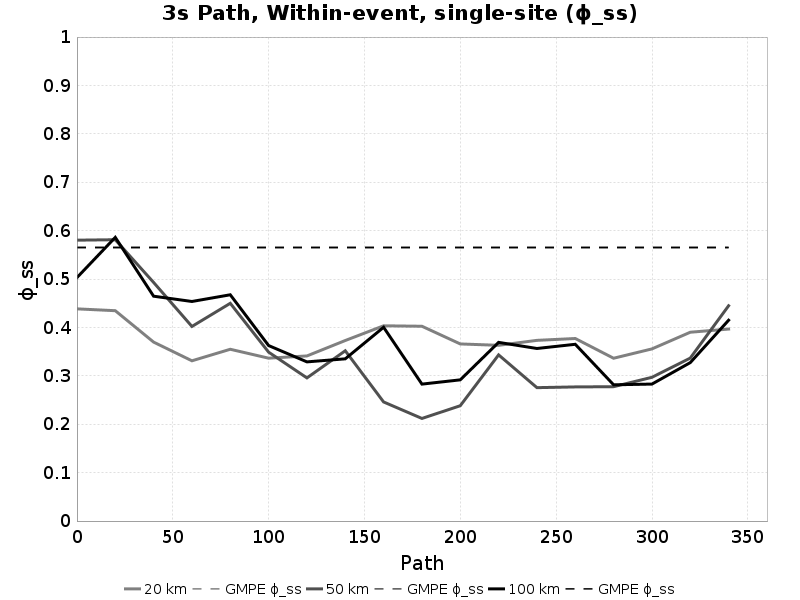 3s Path, Within-event, single-site (ϕ_ss)
1
0.9
0.8
0.7
0.6
0.5
0.4
0.3
0.2
0.1
0
ϕ_ss
0 50 100 150 200 250 300 350
Path
20 km GMPE ϕ_ss 50 km GMPE ϕ_ss 100 km GMPE ϕ_ss